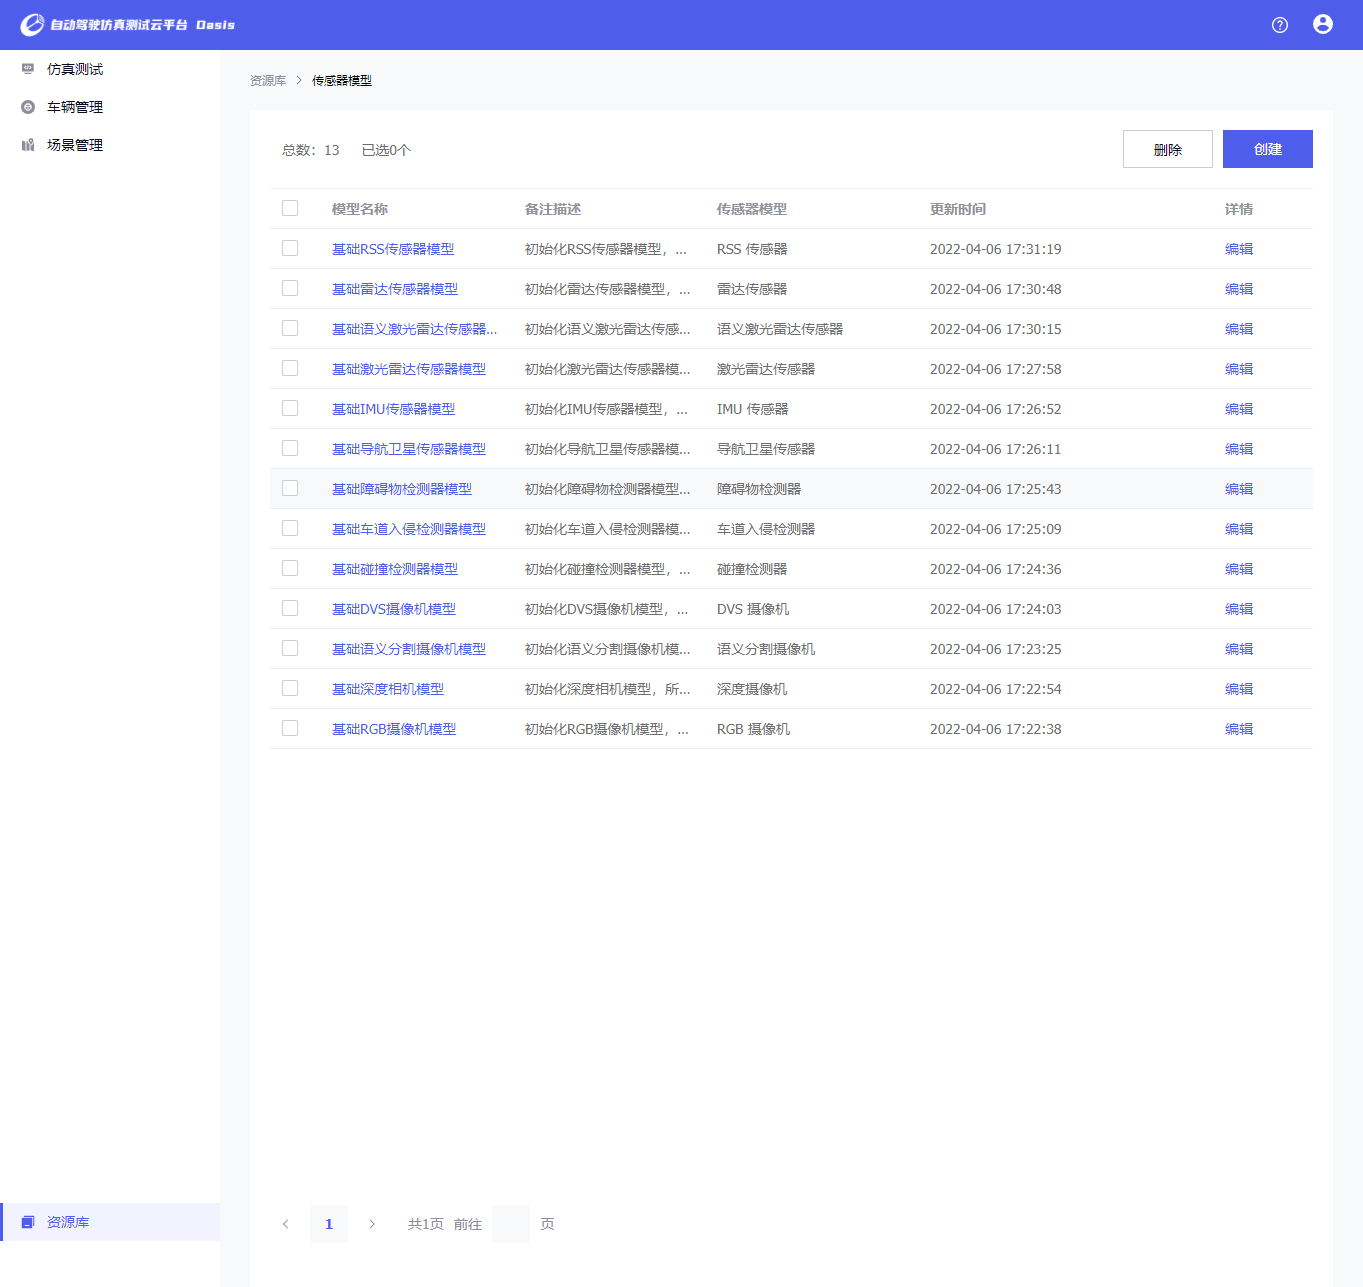 自动驾驶仿真测试云平台 Oasis
仿真测试
车辆管理
场景管理
资源库 > 传感器模型
总数：13 已选0个 删除 创建
模型名称 备注描述 传感器模型 更新时间 详情
基础RSS传感器模型 初始化RSS传感器模型，... RSS 传感器 2022-04-06 17:31:19 编辑
基础雷达传感器模型 初始化雷达传感器模型，... 雷达传感器 2022-04-06 17:30:48 编辑
基础语义激光雷达传感器... 初始化语义激光雷达传感... 语义激光雷达传感器 2022-04-06 17:30:15 编辑
基础激光雷达传感器模型 初始化激光雷达传感器模... 激光雷达传感器 2022-04-06 17:27:58 编辑
基础IMU传感器模型 初始化IMU传感器模型，... IMU 传感器 2022-04-06 17:26:52 编辑
基础导航卫星传感器模型 初始化导航卫星传感器模... 导航卫星传感器 2022-04-06 17:26:11 编辑
基础障碍物检测器模型 初始化障碍物检测器模型... 障碍物检测器 2022-04-06 17:25:43 编辑
基础车道入侵检测器模型 初始化车道入侵检测器模... 车道入侵检测器 2022-04-06 17:25:09 编辑
基础碰撞检测器模型 初始化碰撞检测器模型，... 碰撞检测器 2022-04-06 17:24:36 编辑
基础DVS摄像机模型 初始化DVS摄像机模型，... DVS 摄像机 2022-04-06 17:24:03 编辑
基础语义分割摄像机模型 初始化语义分割摄像机模... 语义分割摄像机 2022-04-06 17:23:25 编辑
基础深度相机模型 初始化深度相机模型，所... 深度摄像机 2022-04-06 17:22:54 编辑
基础RGB摄像机模型 初始化RGB摄像机模型，... RGB 摄像机 2022-04-06 17:22:38 编辑
资源库
< 1 > 共1页 前往 页